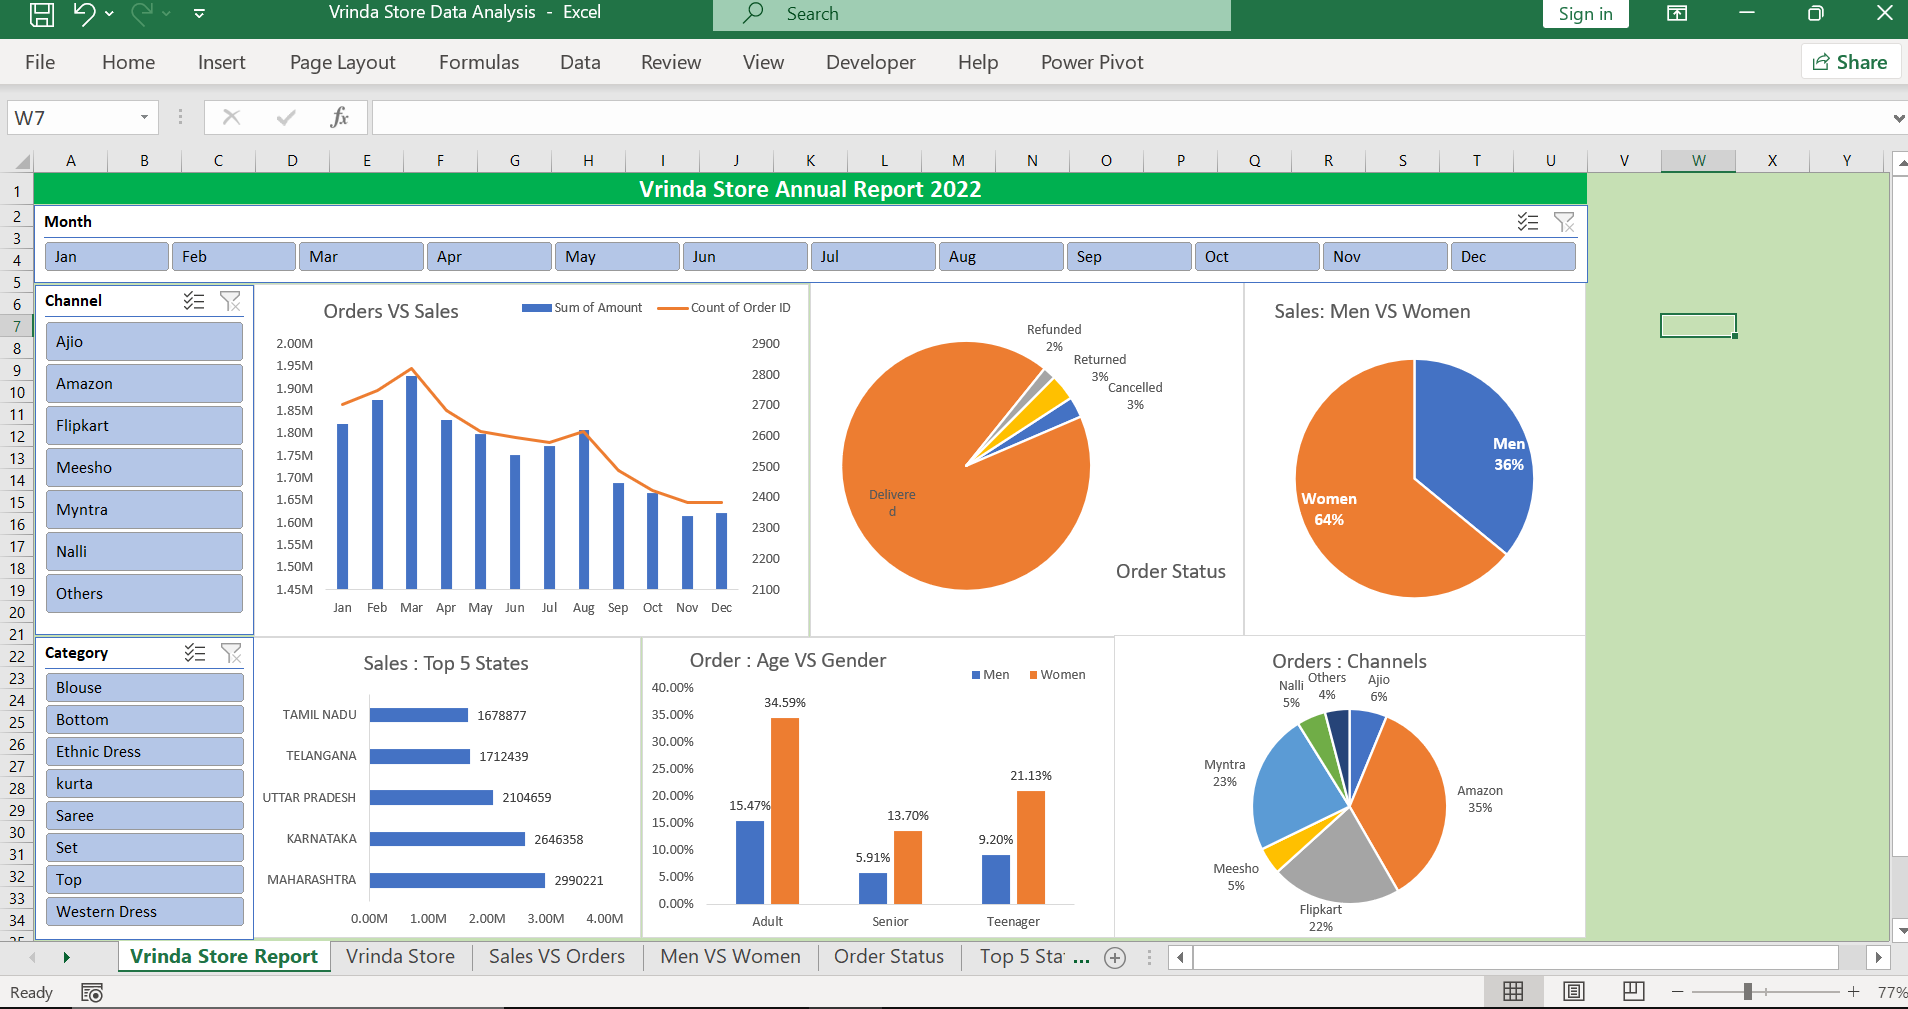 Vrinda Store Data Analysis - Excel
Search
Sign in
File Home Insert Page Layout Formulas Data Review View Developer Help Power Pivot
Share
W7
fx
A B C D E F G H I J K L M N O P Q R S T U V W X Y
1
2
3
4
5
6
7
8
9
10
11
12
13
14
15
16
17
18
19
20
21
22
23
24
25
26
27
28
29
30
31
32
33
34
Vrinda Store Annual Report 2022
Month
Jan Feb Mar Apr May Jun Jul Aug Sep Oct Nov Dec
Channel
Ajio
Amazon
Flipkart
Meesho
Myntra
Nalli
Others
Orders VS Sales
Sum of Amount Count of Order ID
2.00M
1.95M
1.90M
1.85M
1.80M
1.75M
1.70M
1.65M
1.60M
1.55M
1.50M
1.45M
2900
2800
2700
2600
2500
2400
2300
2200
2100
Jan Feb Mar Apr May Jun Jul Aug Sep Oct Nov Dec
Refunded
2%
Returned
3%
Cancelled
3%
Delivere
d
Order Status
Sales: Men VS Women
Men
36%
Women
64%
Category
Blouse
Bottom
Ethnic Dress
kurta
Saree
Set
Top
Western Dress
Sales : Top 5 States
TAMIL NADU 1678877
TELANGANA 1712439
UTTAR PRADESH 2104659
KARNATAKA 2646358
MAHARASHTRA 2990221
0.00M 1.00M 2.00M 3.00M 4.00M
Order : Age VS Gender
Men Women
40.00%
35.00%
30.00%
25.00%
20.00%
15.00%
10.00%
5.00%
0.00%
34.59%
15.47%
13.70%
5.91%
21.13%
9.20%
Adult Senior Teenager
Orders : Channels
Nalli
5%
Others
4%
Ajio
6%
Myntra
23%
Amazon
35%
Meesho
5%
Flipkart
22%
Vrinda Store Report Vrinda Store Sales VS Orders Men VS Women Order Status Top 5 Sta ...
Ready
77%